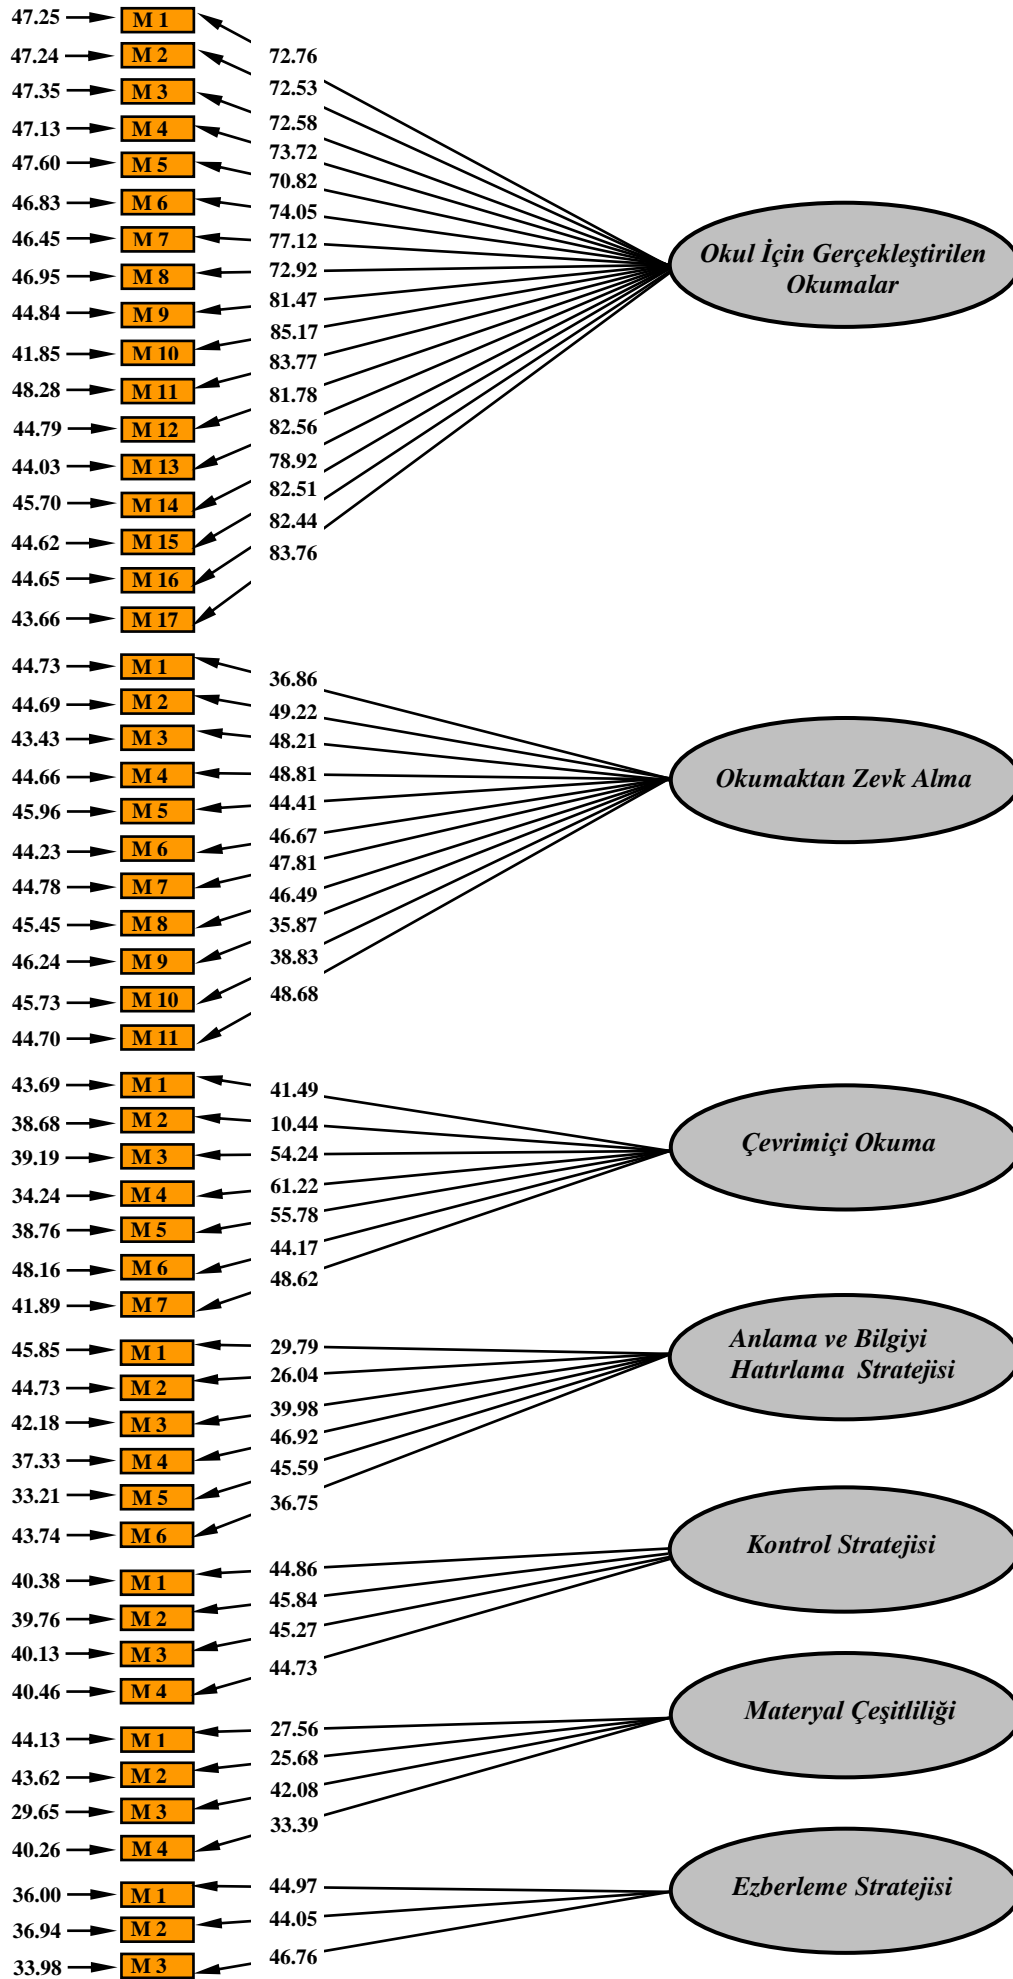 47.25 M 1
47.24 M 2 72.76
47.35 M 3 72.53
47.13 M 4 72.58
73.72
47.60 M 5 70.82
46.83 M 6 74.05
46.45 M 7 77.12
46.95 M 8 72.92
44.84 M 9 81.47
85.17
41.85 M 10 83.77
48.28 M 11 81.78
44.79 M 12 82.56
44.03 M 13 78.92
45.70 M 14 82.51
44.62 M 15 82.44
44.65 M 16 83.76
43.66 M 17
Okul İçin Gerçekleştirilen
Okumalar
44.73 M 1 36.86
44.69 M 2 49.22
43.43 M 3 48.21
44.66 M 4 48.81
45.96 M 5 44.41
44.23 M 6 46.67
47.81
44.78 M 7 46.49
45.45 M 8 35.87
46.24 M 9 38.83
45.73 M 10 48.68
44.70 M 11
Okumaktan Zevk Alma
43.69 M 1 41.49
38.68 M 2 10.44
39.19 M 3 54.24
34.24 M 4 61.22
38.76 M 5 55.78
48.16 M 6 44.17
41.89 M 7 48.62
Çevrimiçi Okuma
45.85 M 1 29.79
44.73 M 2 26.04
42.18 M 3 39.98
37.33 M 4 46.92
33.21 M 5 45.59
43.74 M 6 36.75
Anlama ve Bilgiyi
Hatırlama Stratejisi
40.38 M 1 44.86
39.76 M 2 45.84
40.13 M 3 45.27
40.46 M 4 44.73
Kontrol Stratejisi
44.13 M 1 27.56
43.62 M 2 25.68
29.65 M 3 42.08
40.26 M 4 33.39
Materyal Çeşitliliği
36.00 M 1 44.97
36.94 M 2 44.05
33.98 M 3 46.76
Ezberleme Stratejisi